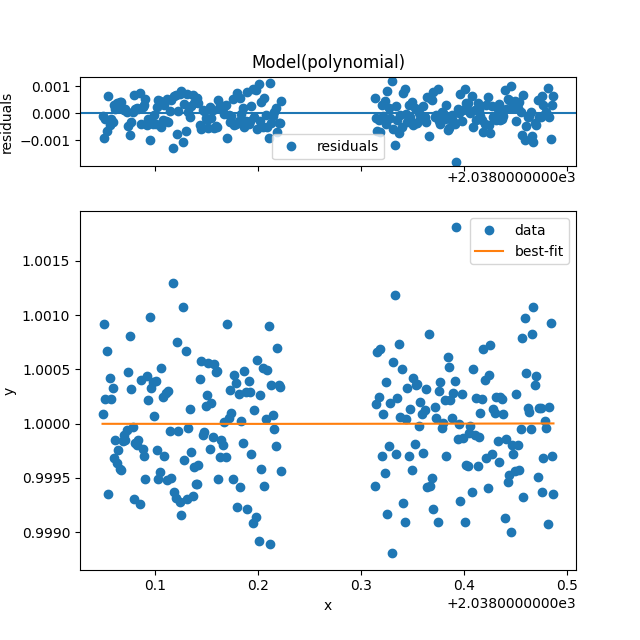 Model(polynomial)
0.001
0.000
−0.001
residuals
residuals
+2.0380000000e3
1.0015
1.0010
1.0005
1.0000
0.9995
0.9990
y
data
best-fit
0.1 0.2 0.3 0.4 0.5
x
+2.0380000000e3